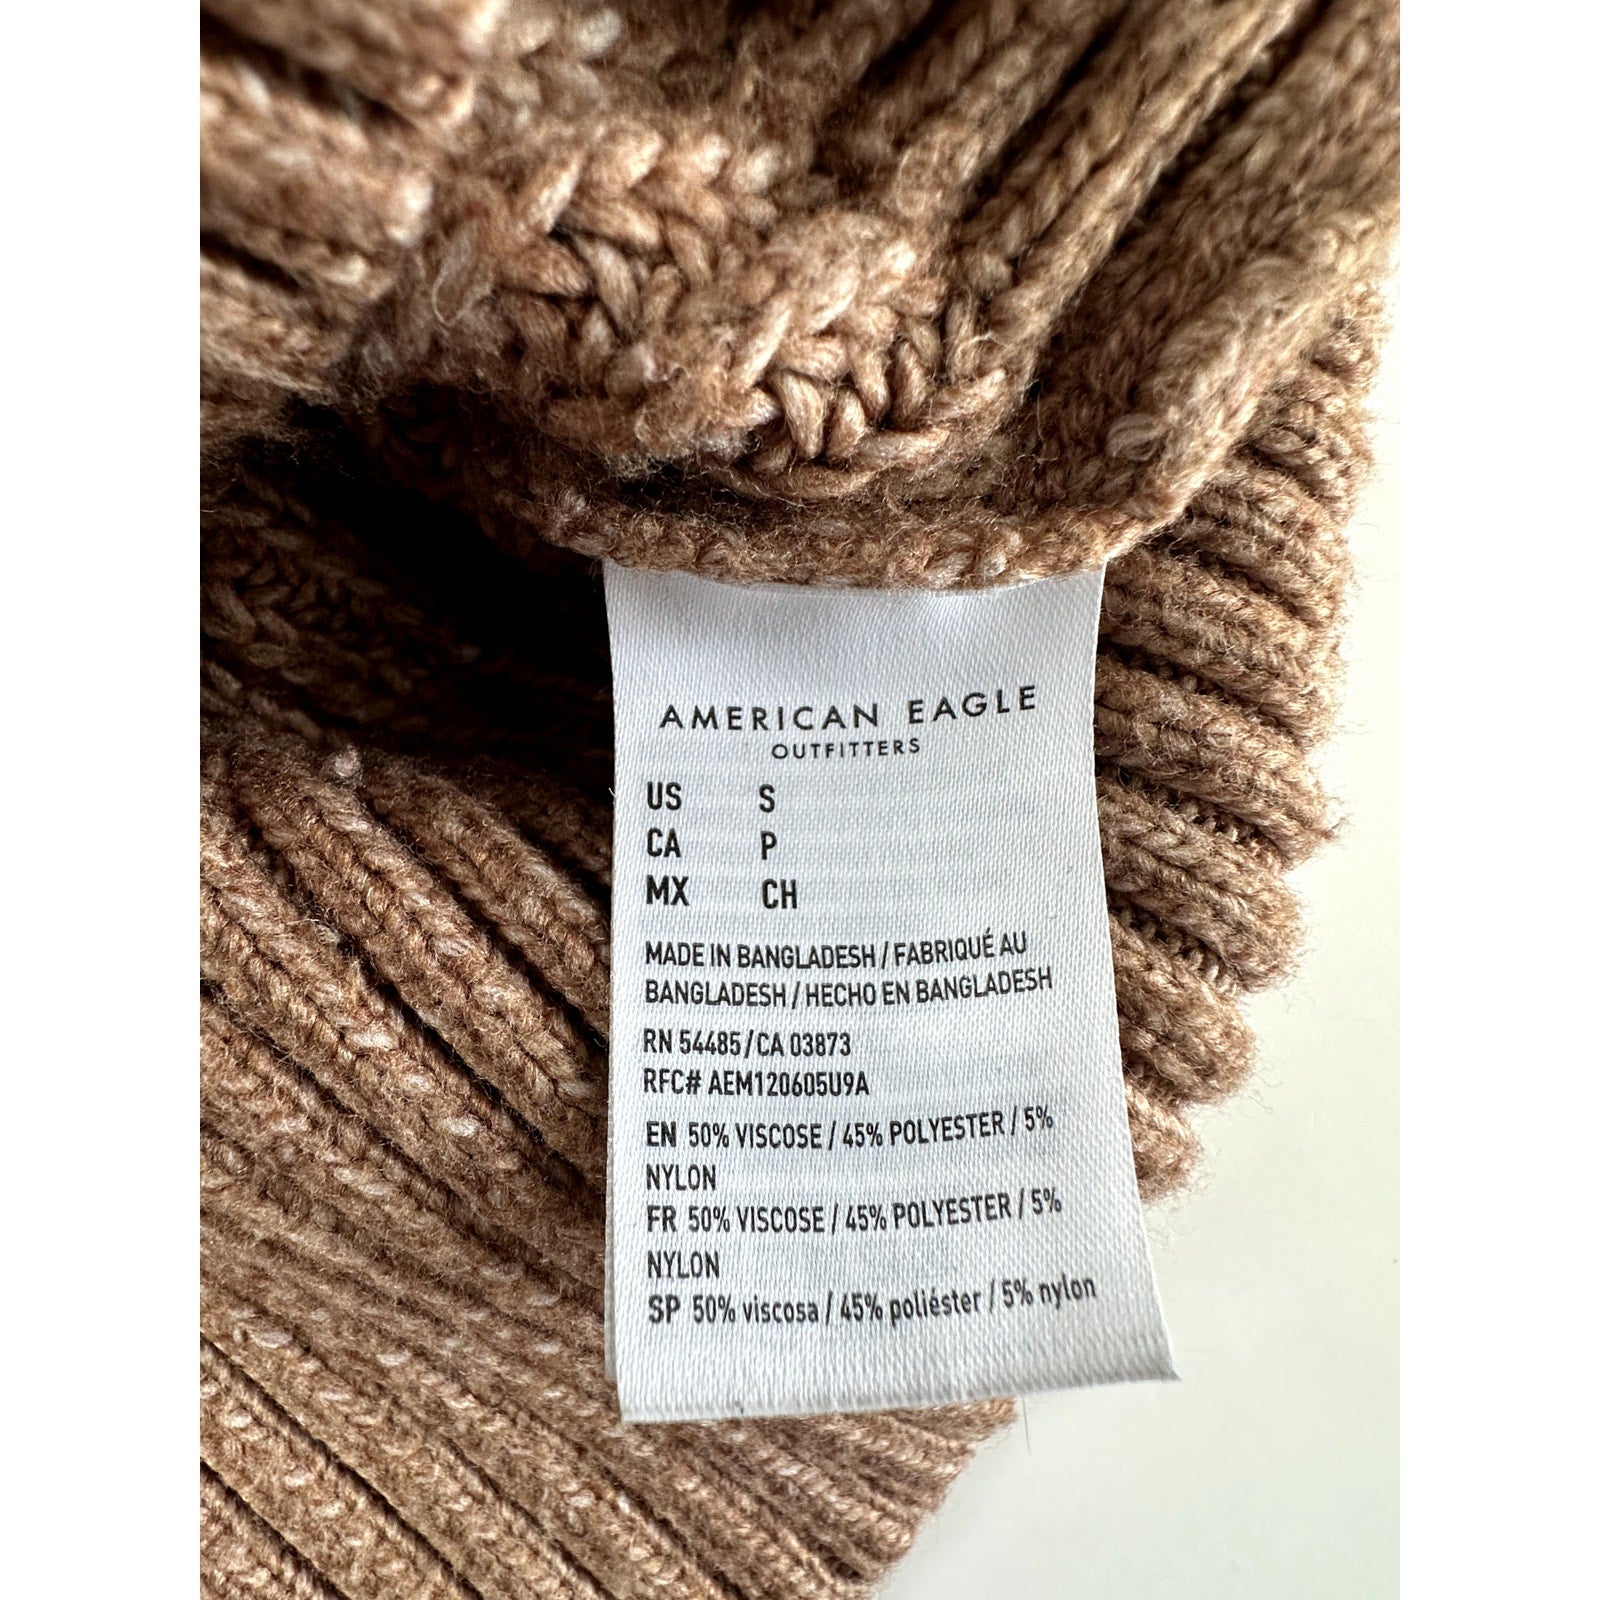 AMERICAN EAGLE
OUTFITTERS
US S
CA P
MX CH
MADE IN BANGLADESH / FABRIQUÉ AU
BANGLADESH / HECHO EN BANGLADESH
RN 54485/CA 03873
RFC# AEM120605U9A
EN 50% VISCOSE / 45% POLYESTER / 5%
NYLON
FR 50% VISCOSE / 45% POLYESTER / 5%
NYLON
SP 50% viscosa / 45% poliéster / 5% nylon